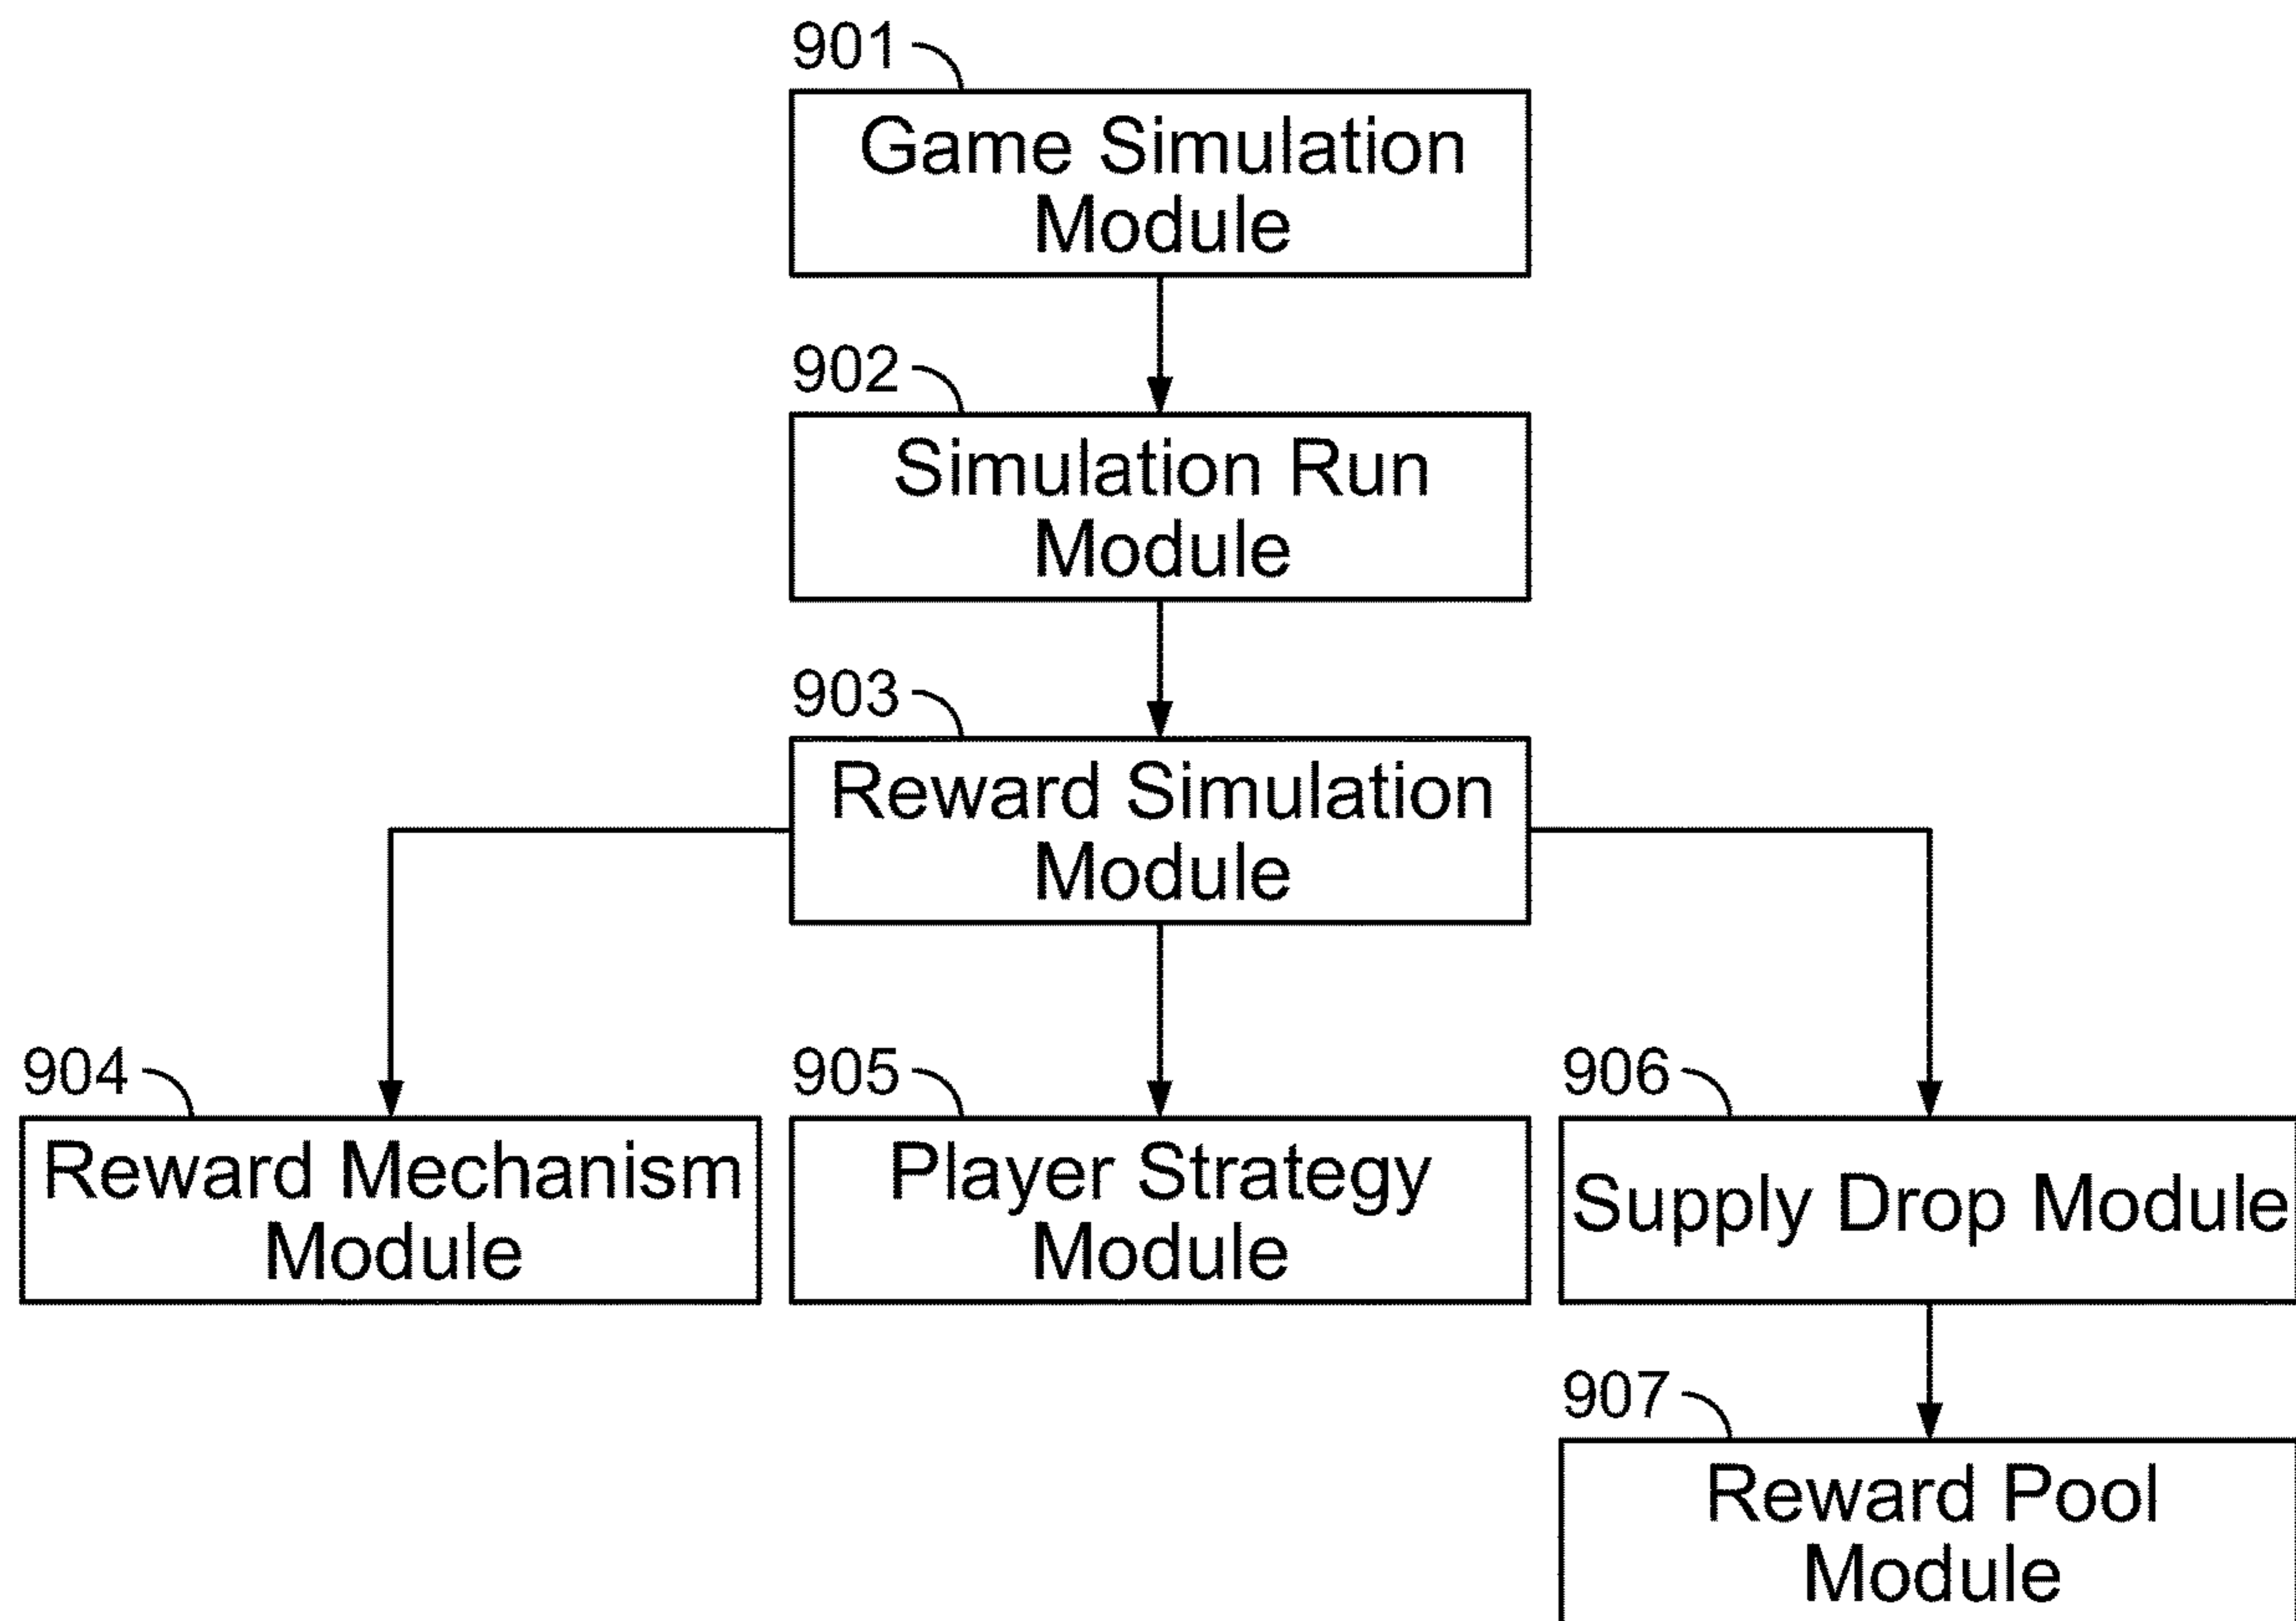 901
Game Simulation
Module
902
Simulation Run
Module
903
Reward Simulation
Module
904
Reward Mechanism
Module
905
Player Strategy
Module
906
Supply Drop Module
907
Reward Pool
Module